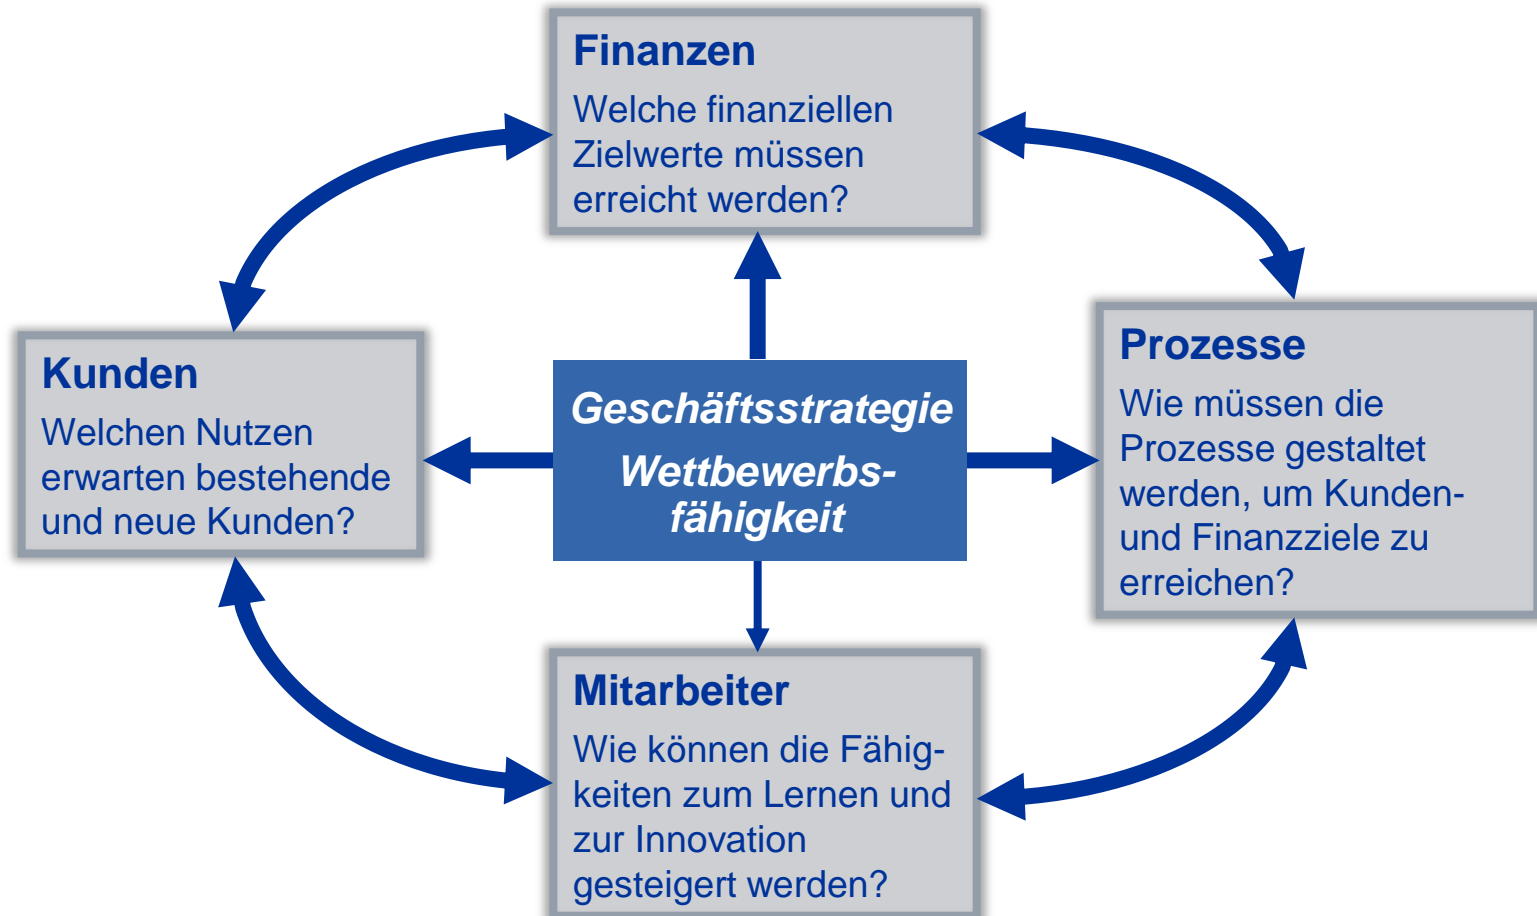 Finanzen
Welche finanziellen
Zielwerte müssen
erreicht werden?
Kunden
Welchen Nutzen
erwarten bestehende
und neue Kunden?
Geschäftsstrategie
Wettbewerbs-
fähigkeit
Prozesse
Wie müssen die
Prozesse gestaltet
werden, um Kunden-
und Finanzziele zu
erreichen?
Mitarbeiter
Wie können die Fähig-
keiten zum Lernen und
zur Innovation
gesteigert werden?